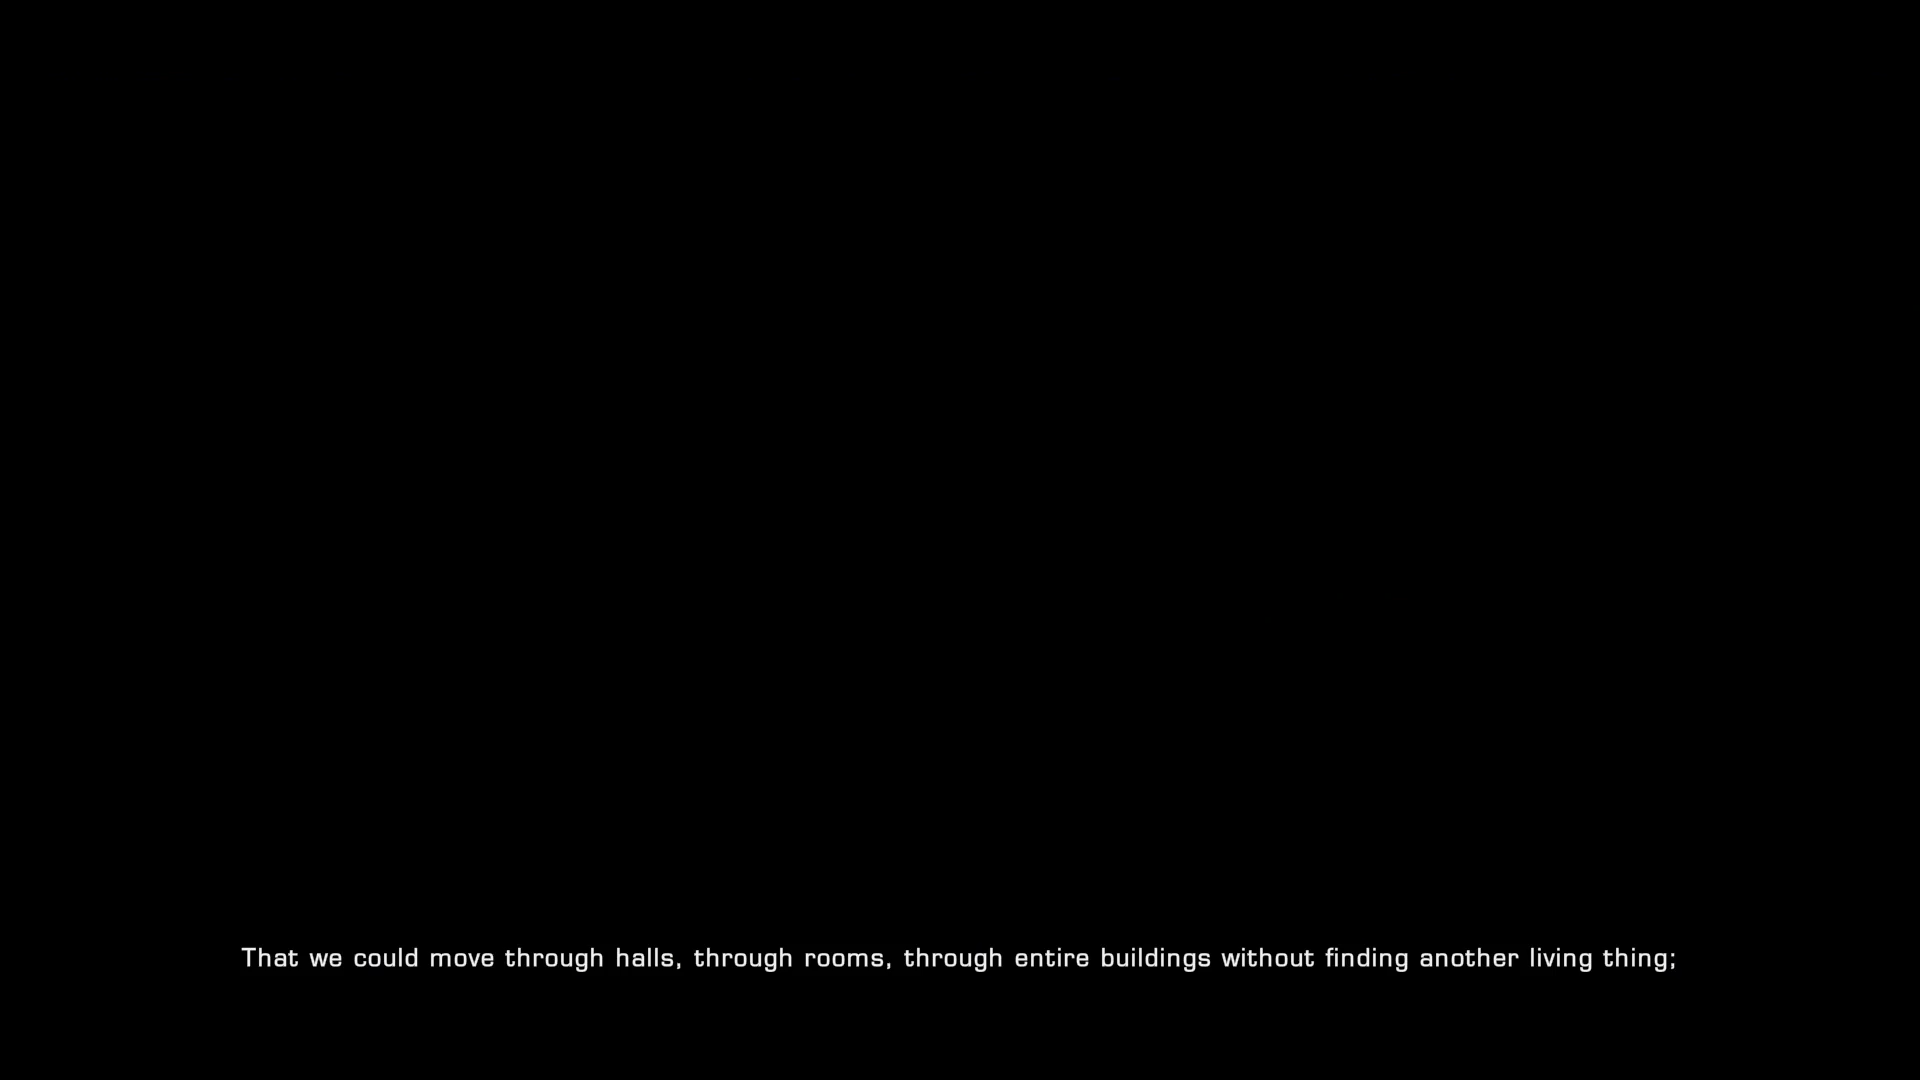 That we could move through halls, through rooms, through entire buildings without finding another living thing;